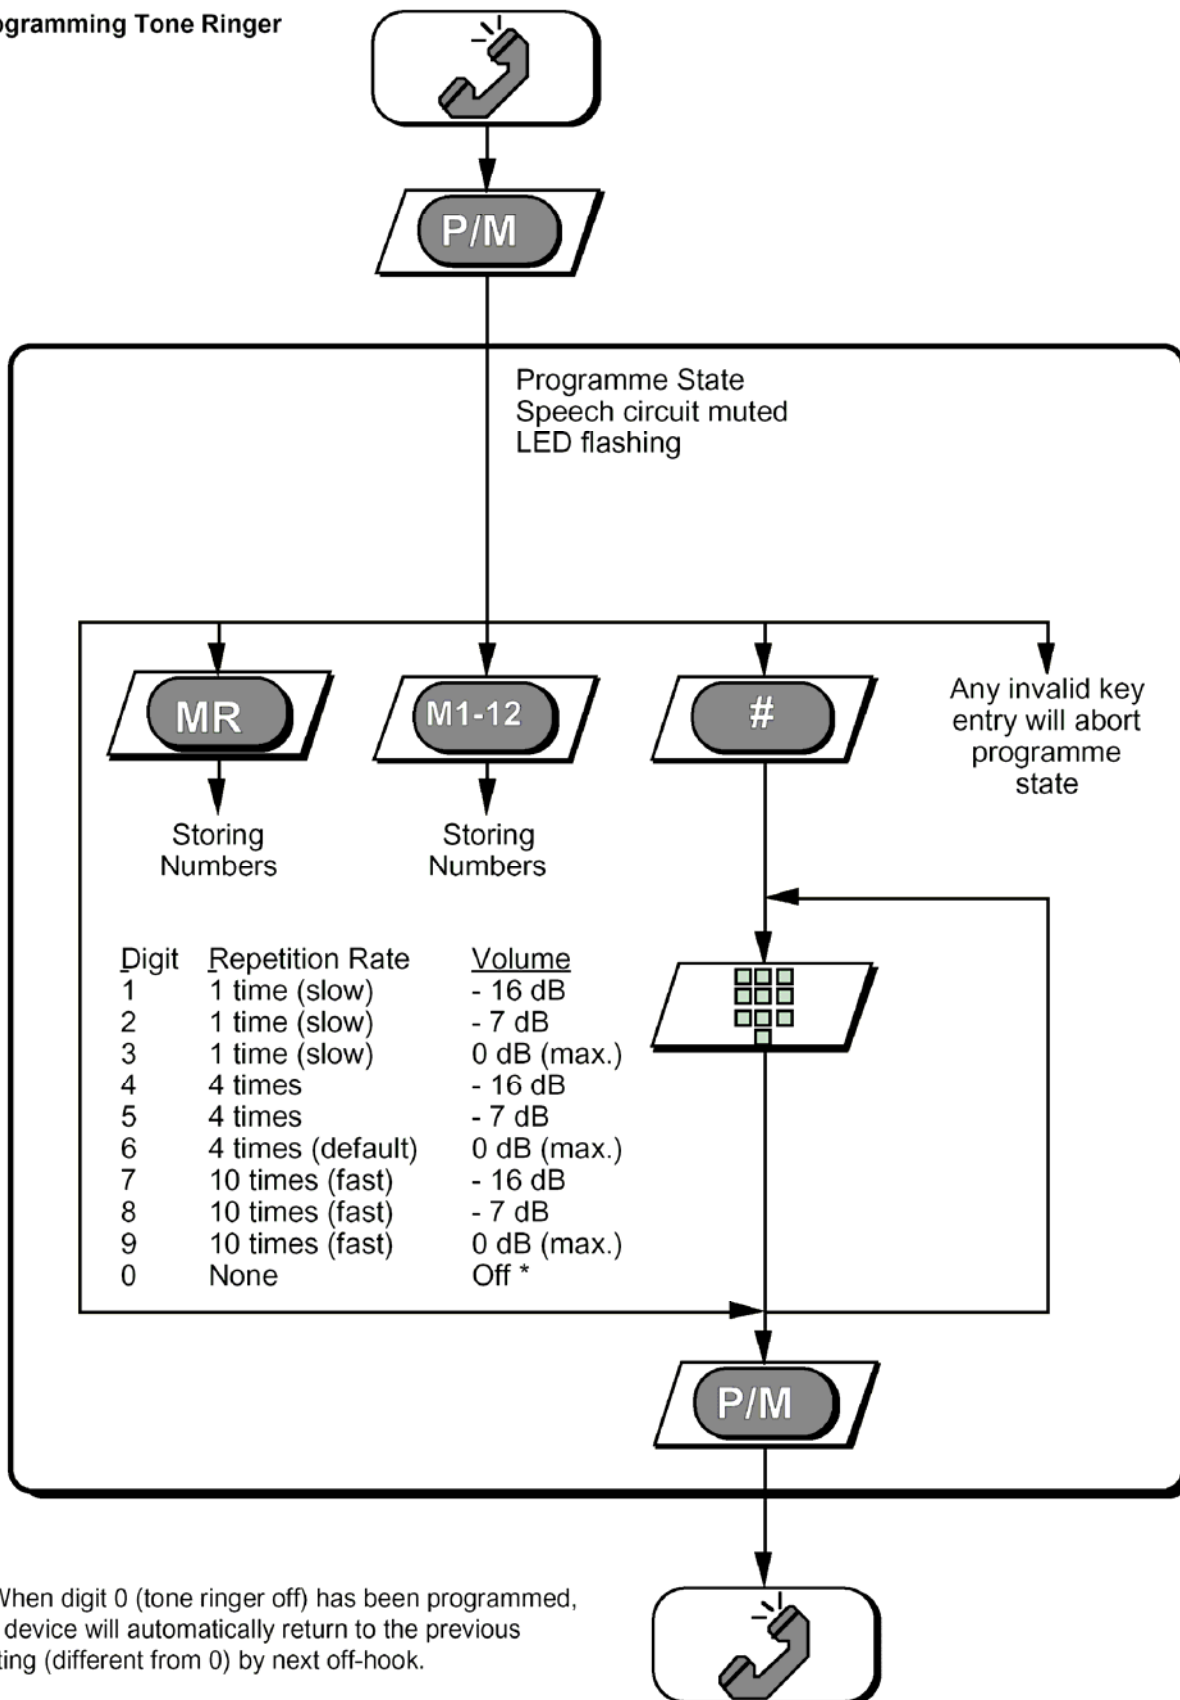 ogramming Tone Ringer
P/M
Programme State
Speech circuit muted
LED flashing
MR
M1-12
#
Any invalid key
entry will abort
programme
state
Storing
Numbers
Storing
Numbers
Digit Repetition Rate Volume
1 1 time (slow) - 16 dB
2 1 time (slow) - 7 dB
3 1 time (slow) 0 dB (max.)
4 4 times - 16 dB
5 4 times - 7 dB
6 4 times (default) 0 dB (max.)
7 10 times (fast) - 16 dB
8 10 times (fast) - 7 dB
9 10 times (fast) 0 dB (max.)
0 None Off *
P/M
When digit 0 (tone ringer off) has been programmed,
device will automatically return to the previous
ting (different from 0) by next off-hook.